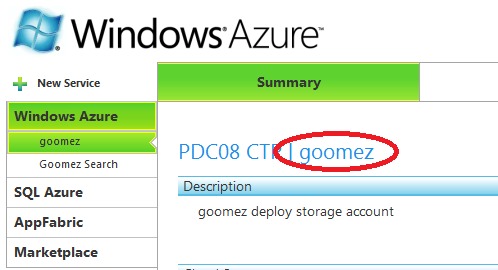 Windows Azure™
New Service
Summary
Windows Azure
goomez
Goomez Search
SQL Azure
AppFabric
Marketplace
PDC08 CTP | goomez
Description
goomez deploy storage account